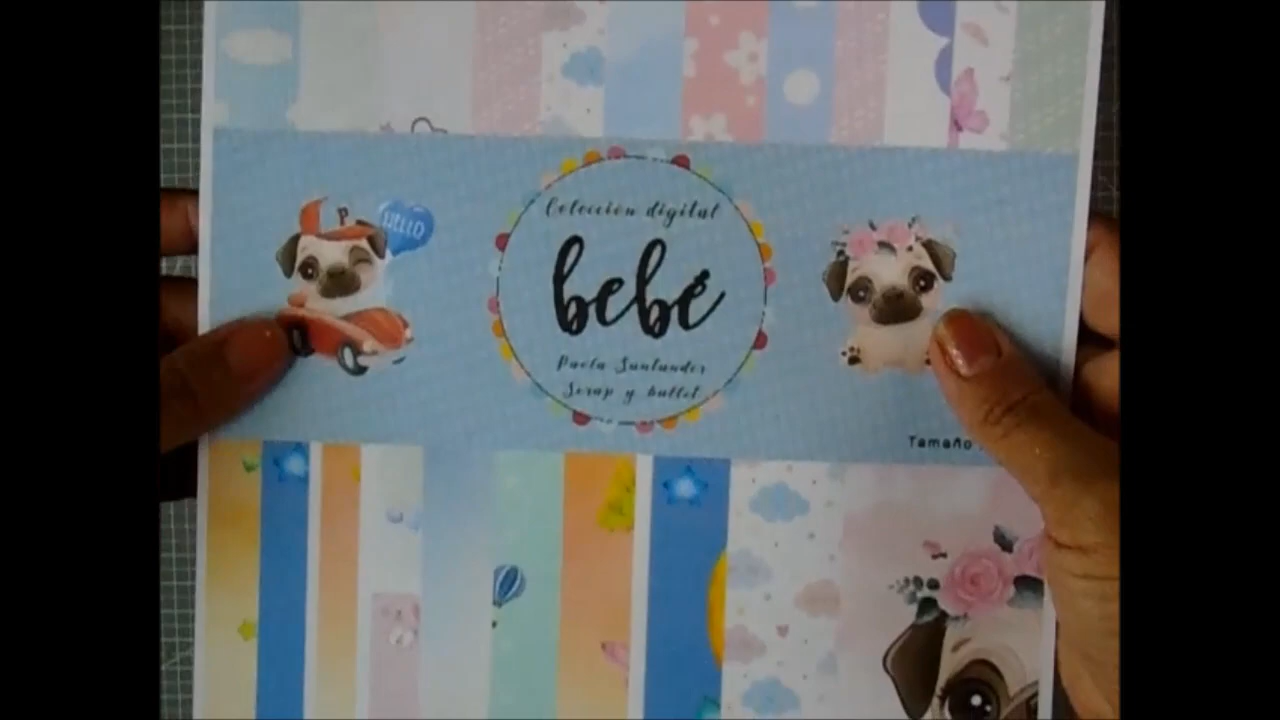 HELLO
P
Colección digital
bebé
Paola Santander
Scrap y bullet
Tamaño